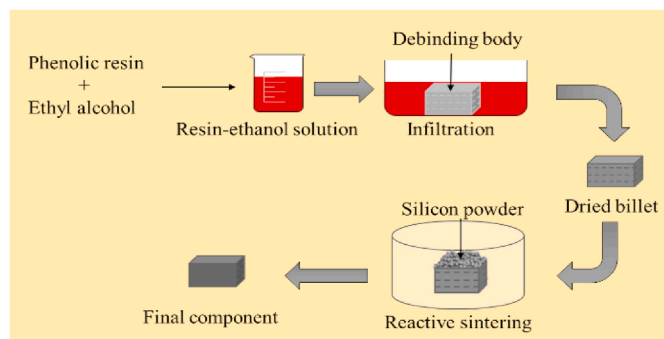 Phenolic resin
+
Ethyl alcohol
Resin-ethanol solution
Debinding body
Infiltration
Dried billet
Silicon powder
Reactive sintering
Final component